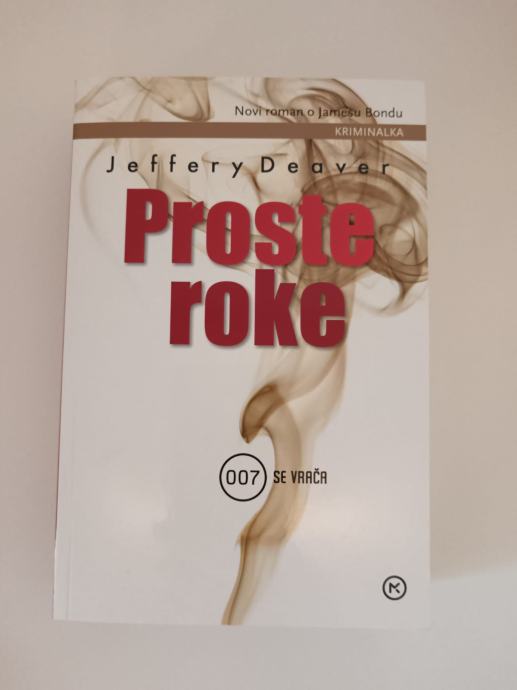 Novi roman o Jamesu Bondu
KRIMINALKA
Jeffery Deaver
Proste
roke
007 SE VRAČA